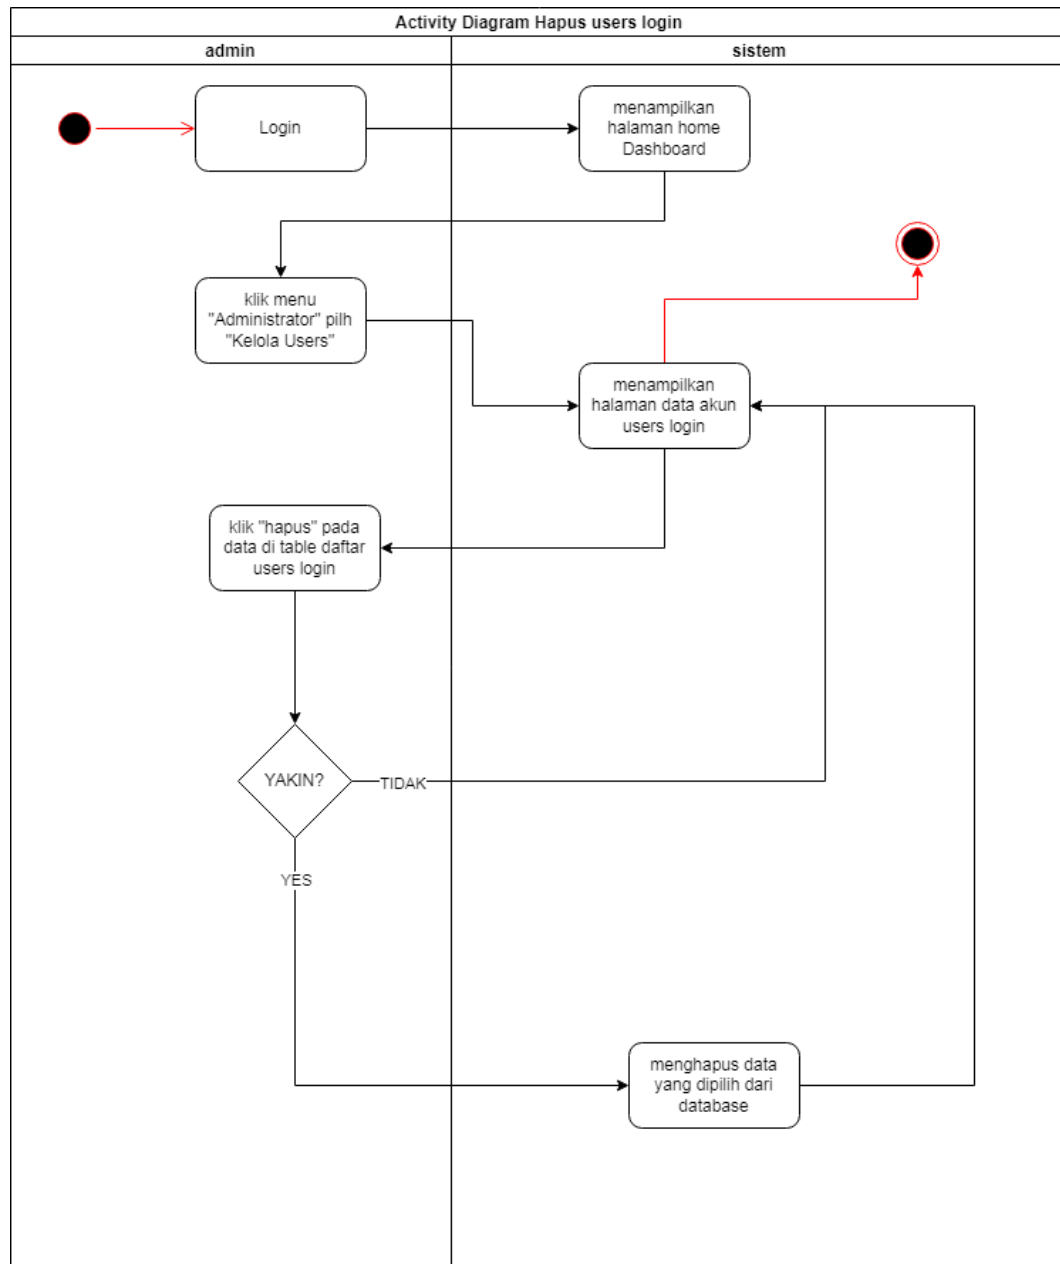 Activity Diagram Hapus users login
admin
sistem
Login
menampilkan
halaman home
Dashboard
klik menu
"Administrator" pilh
"Kelola Users"
menampilkan
halaman data akun
users login
klik "hapus" pada
data di table daftar
users login
YAKIN?
TIDAK
YES
menghapus data
yang dipilih dari
database